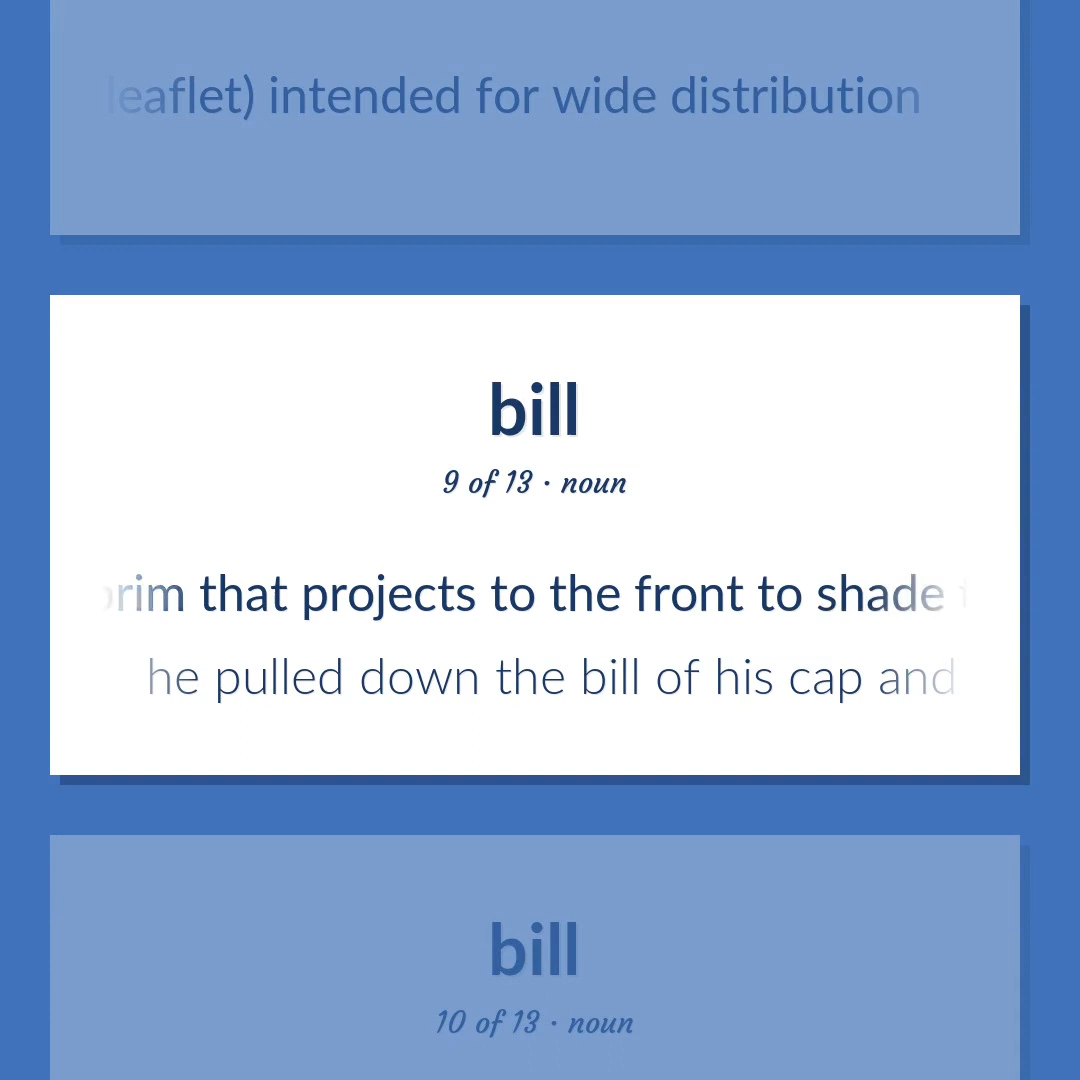 leaflet) intended for wide distribution
bill
9 of 13 · noun
brim that projects to the front to shade
he pulled down the bill of his cap and
bill
10 of 13 · noun